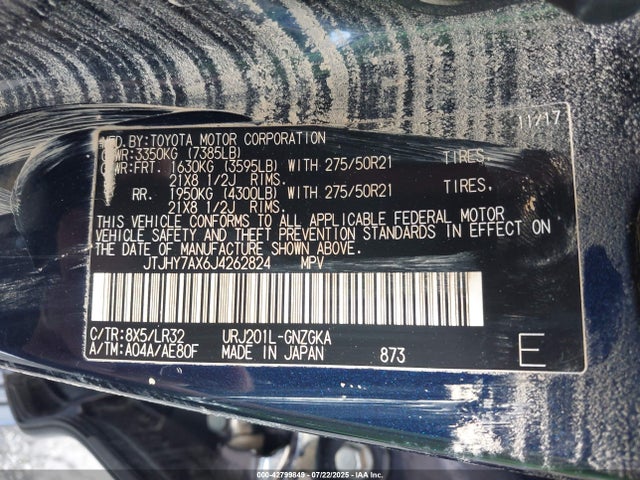 11/17
MFD.BY:TOYOTA MOTOR CORPORATION
GVWR:3350KG (7385LB)
GAWR:FRT. 1630KG (3595LB) WITH 275/50R21 TIRES,
21X8 1/2J RIMS.
RR. 1950KG (4300LB) WITH 275/50R21 TIRES,
21X8 1/2J RIMS.
THIS VEHICLE CONFORMS TO ALL APPLICABLE FEDERAL MOTOR
VEHICLE SAFETY AND THEFT PREVENTION STANDARDS IN EFFECT ON
THE DATE OF MANUFACTURE SHOWN ABOVE.
JTJHY7AX6J4262824 MPV
C/TR:8X5/LR32 URJ201L-GNZGKA
A/TM:A04A/AE80F MADE IN JAPAN 873 E
000-42799849 - 07/22/2025 - IAA Inc.